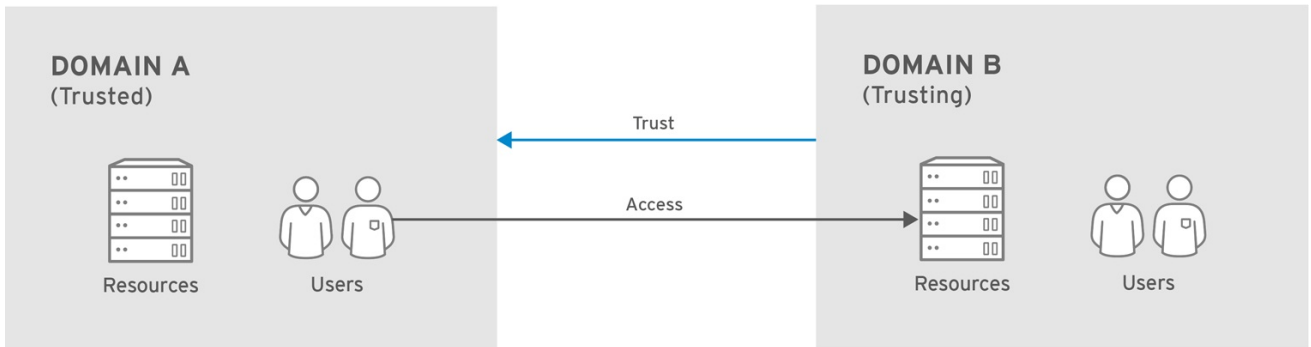 DOMAIN A
(Trusted)
Resources
Users
Trust
Access
DOMAIN B
(Trusting)
Resources
Users